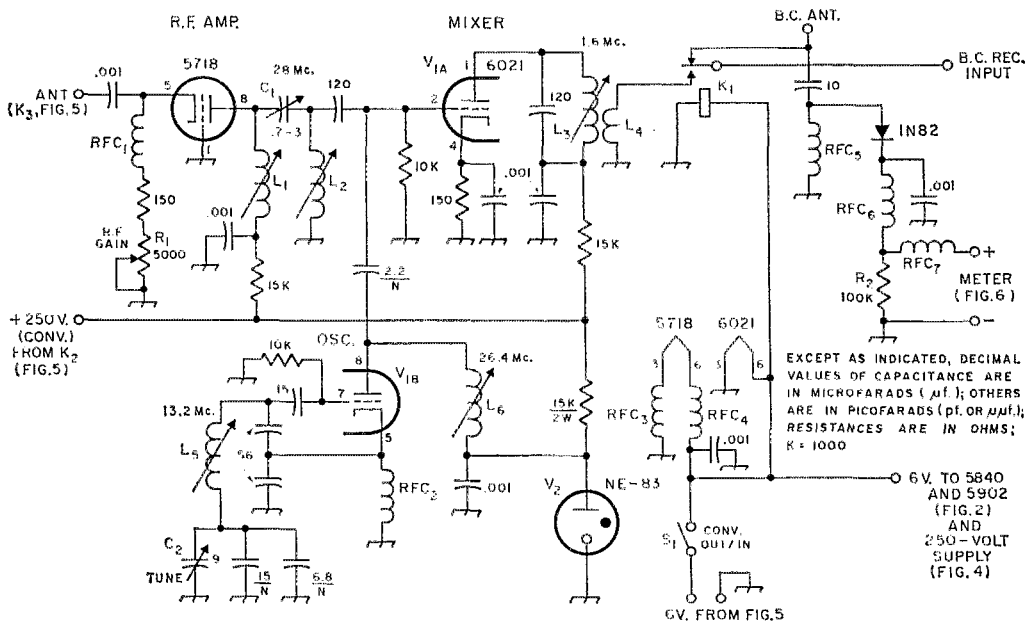 R.F. AMP.
MIXER
B.C. ANT.
5718
28 Mc.
V1A
6021
1.6 Mc.
B.C. REC. INPUT
.001
5
8
C1
120
1
K1
ANT
(K3, FIG. 5)
.7-3
2
120
L3
L4
10
RFC1
1
4
1N82
L1
L2
10K
RFC5
150
150
.001
.001
RFC6
.001
R.F. GAIN
R1
5000
15K
RFC7
+
15K
2.2
N
R2
100K
METER
(FIG. 6)
–
+250V.
(CONV.)
FROM K2
(FIG. 5)
OSC.
5718
6021
10K
8
26.4 Mc.
3
6
6
EXCEPT AS INDICATED, DECIMAL
VALUES OF CAPACITANCE ARE
IN MICROFARADS (µf.); OTHERS
ARE IN PICOFARADS (pf. OR µµf.);
RESISTANCES ARE IN OHMS;
K = 1000
15
7
V1B
L6
15K
2W
RFC3
RFC4
13.2 Mc.
5
.001
L5
56
RFC2
.001
V2
NE-83
6V. TO 5840
AND 5902
(FIG. 2)
AND
250-VOLT
SUPPLY
(FIG. 4)
S1
CONV.
OUT/IN
C2
9
TUNE
15
N
6.8
N
6V. FROM FIG. 5